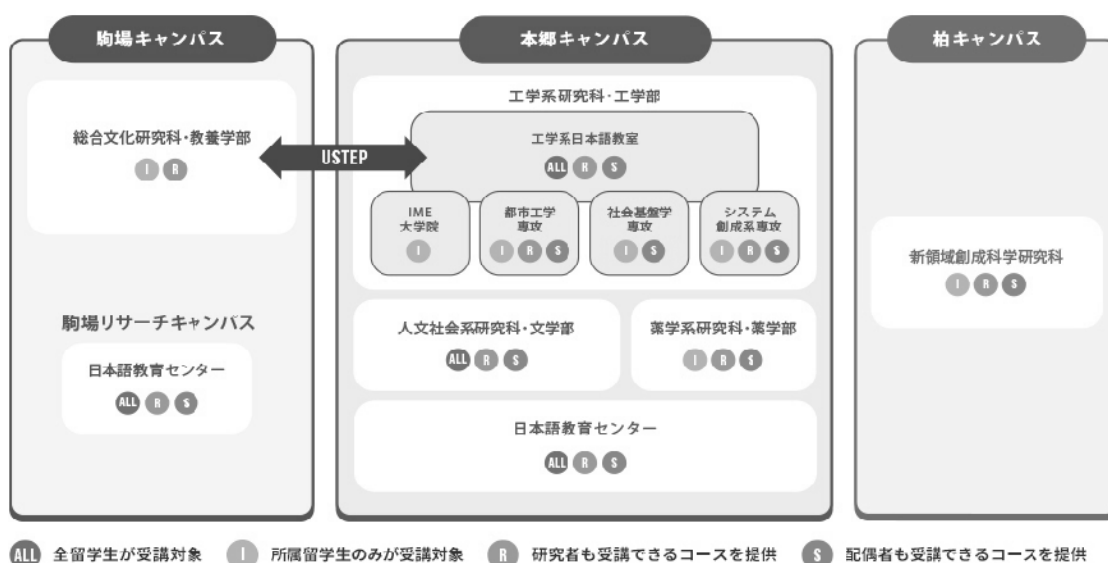 駒場キャンパス
総合文化研究科・教養学部
I R
駒場リサーチキャンパス
日本語教育センター
ALL R S
USTEP
本郷キャンパス
工学系研究科・工学部
工学系日本語教室
ALL R S
IME
大学院
I
都市工学
専攻
I R S
社会基盤学
専攻
I S
システム
創成系専攻
I R S
人文社会系研究科・文学部
ALL R S
薬学系研究科・薬学部
I R S
日本語教育センター
ALL R S
柏キャンパス
新領域創成科学研究科
I R S
ALL 全留学生が受講対象
I 所属留学生のみが受講対象
R 研究者も受講できるコースを提供
S 配偶者も受講できるコースを提供